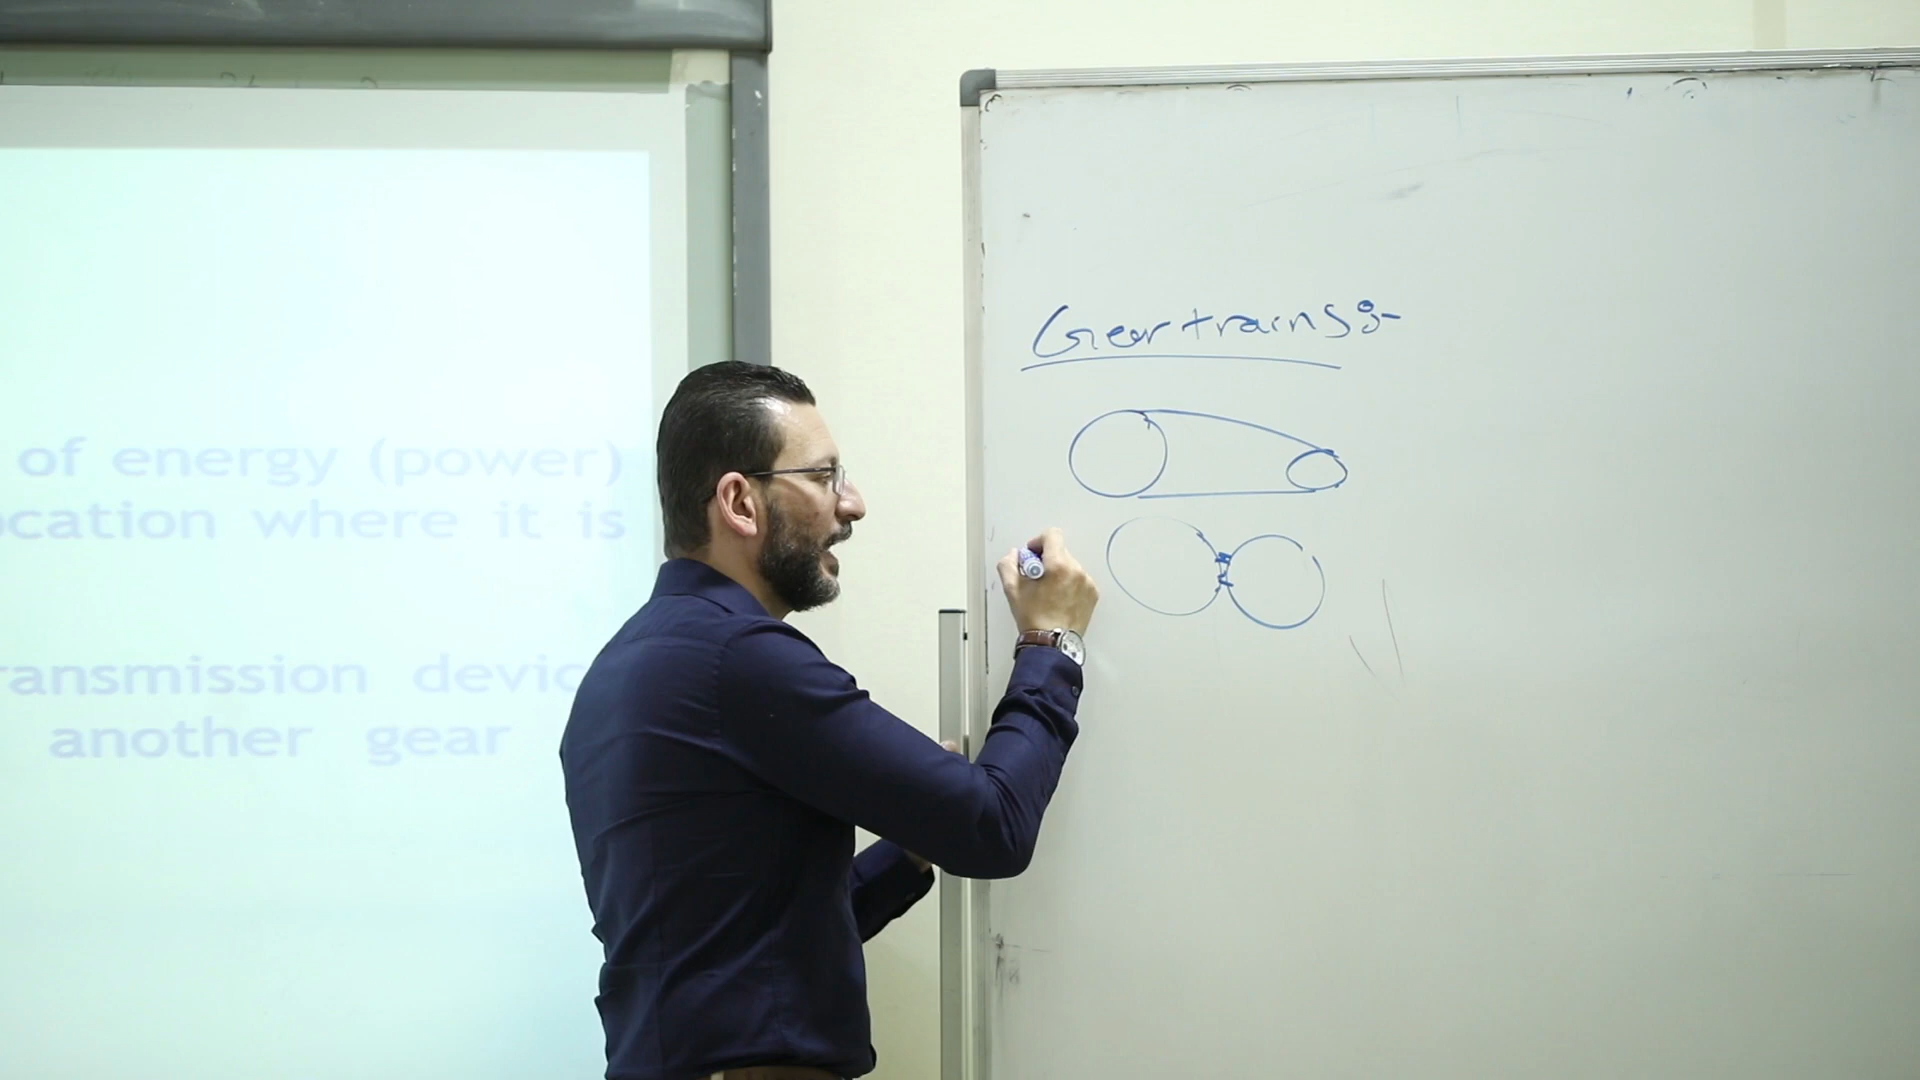 of energy (power)
ocation where it is
ransmission devic
another gear
Gear trains:-